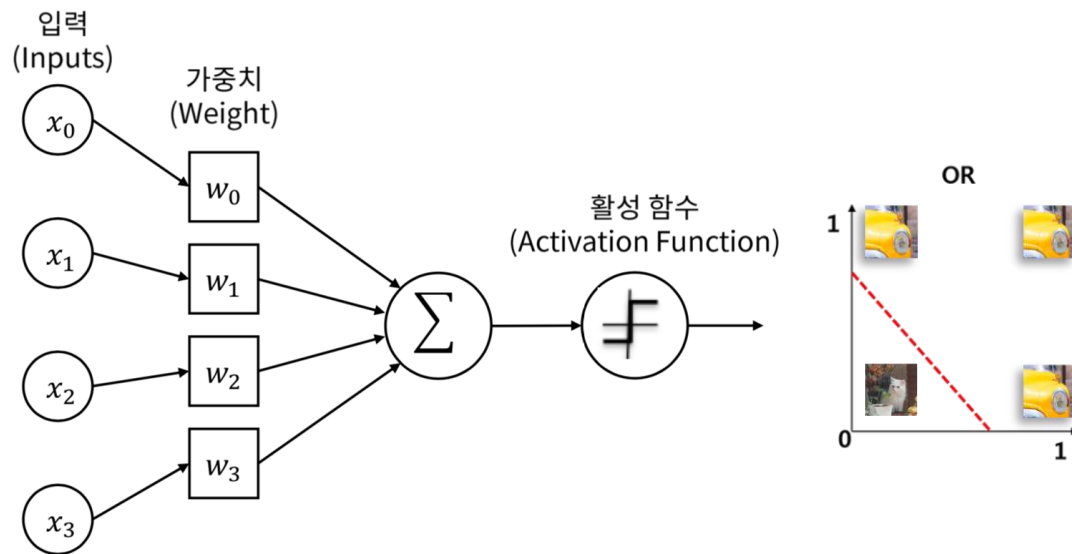 입력
(Inputs)
x₀
x₁
x₂
x₃
가중치
(Weight)
w₀
w₁
w₂
w₃
∑
활성 함수
(Activation Function)
OR
1
0
1